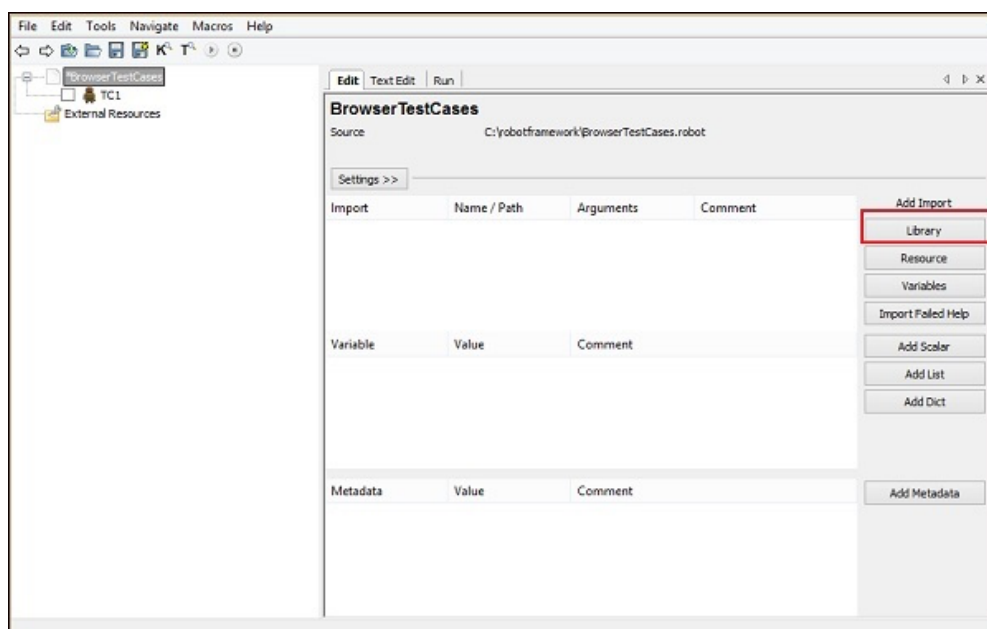 File Edit Tools Navigate Macros Help
*BrowserTestCases
TC1
External Resources
Edit Text Edit Run
BrowserTestCases
Source C:\robotframework\BrowserTestCases.robot
Settings >>
Import Name / Path Arguments Comment
Add Import
Library
Resource
Variables
Import Failed Help
Variable Value Comment
Add Scalar
Add List
Add Dict
Metadata Value Comment
Add Metadata